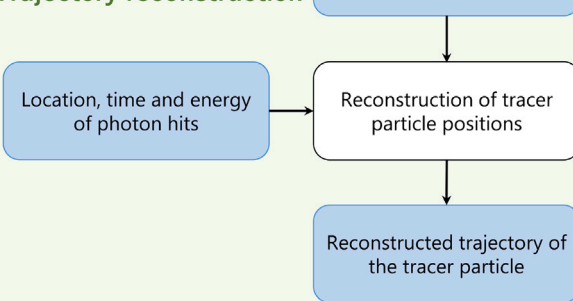 Location, time and energy
of photon hits
Reconstruction of tracer
particle positions
Reconstructed trajectory of
the tracer particle